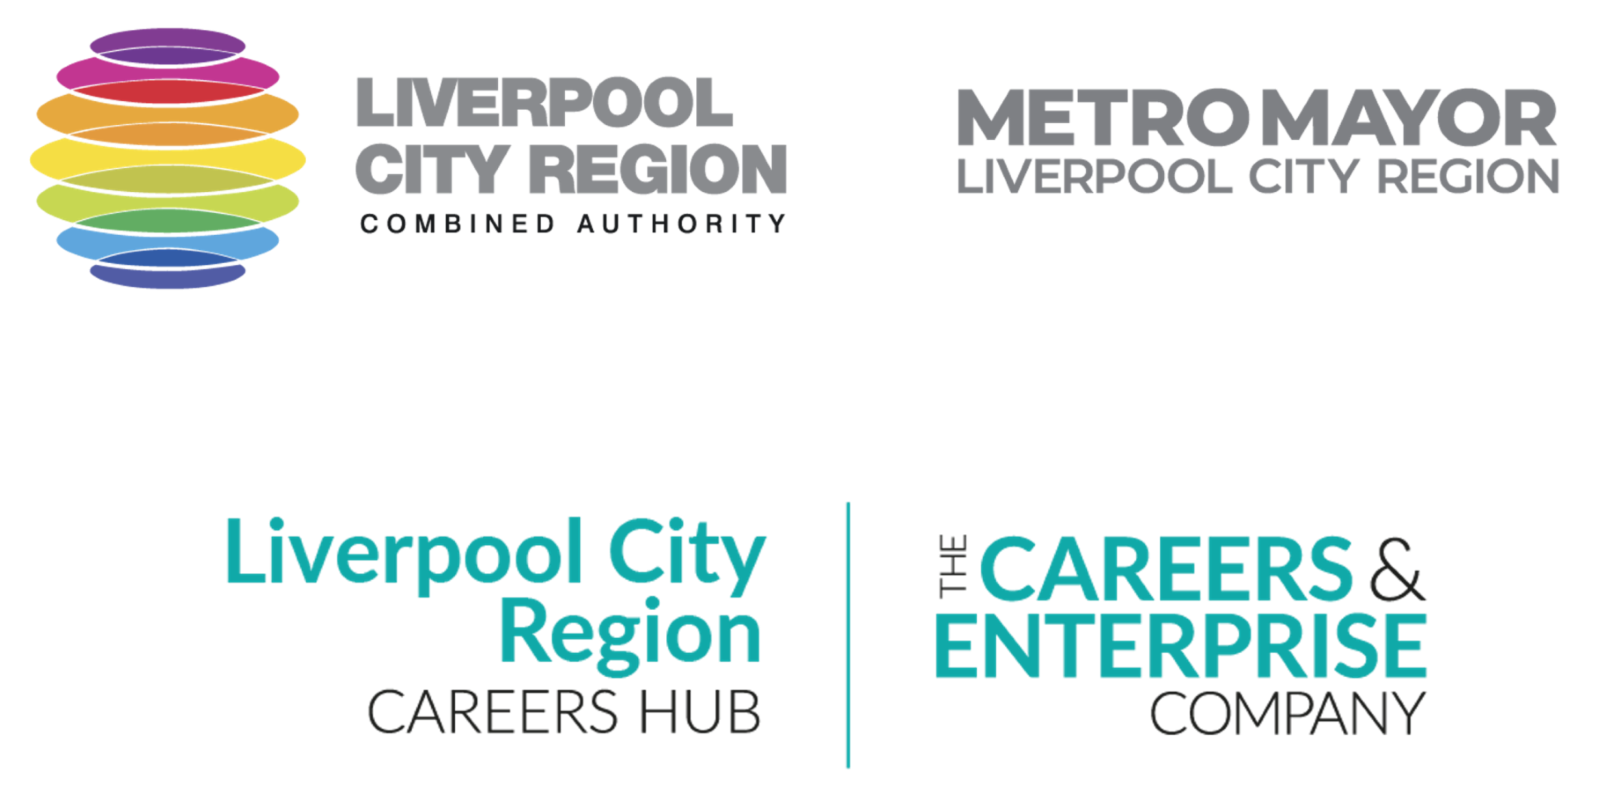 LIVERPOOL
CITY REGION
COMBINED AUTHORITY
METRO MAYOR
LIVERPOOL CITY REGION
Liverpool City
Region
CAREERS HUB
THE CAREERS &
ENTERPRISE
COMPANY